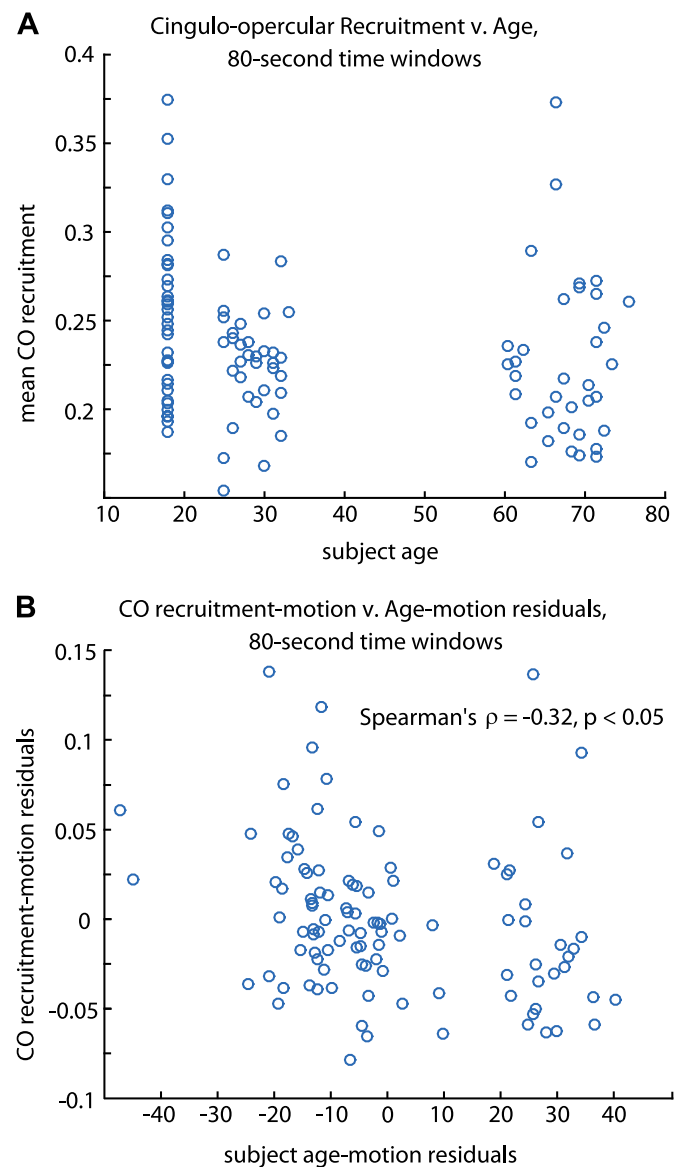 A
Cingulo-opercular Recruitment v. Age,
80-second time windows
0.4
0.35
0.3
0.25
0.2
mean CO recruitment
10 20 30 40 50 60 70 80
subject age
B
CO recruitment-motion v. Age-motion residuals,
80-second time windows
Spearman's ρ = -0.32, p < 0.05
0.15
0.1
0.05
0
-0.05
-0.1
CO recruitment-motion residuals
-40 -30 -20 -10 0 10 20 30 40
subject age-motion residuals